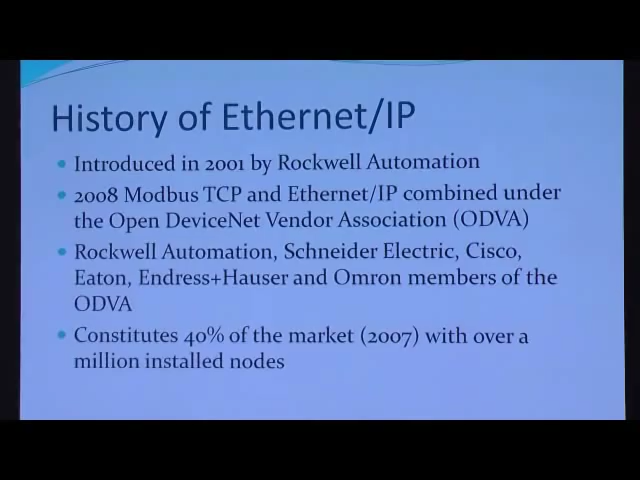 History of Ethernet/IP
Introduced in 2001 by Rockwell Automation
2008 Modbus TCP and Ethernet/IP combined under
the Open DeviceNet Vendor Association (ODVA)
Rockwell Automation, Schneider Electric, Cisco,
Eaton, Endress+Hauser and Omron members of the
ODVA
Constitutes 40% of the market (2007) with over a
million installed nodes